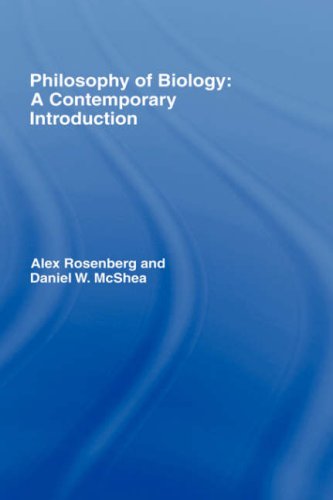 Philosophy of Biology:
A Contemporary
Introduction
Alex Rosenberg and
Daniel W. McShea